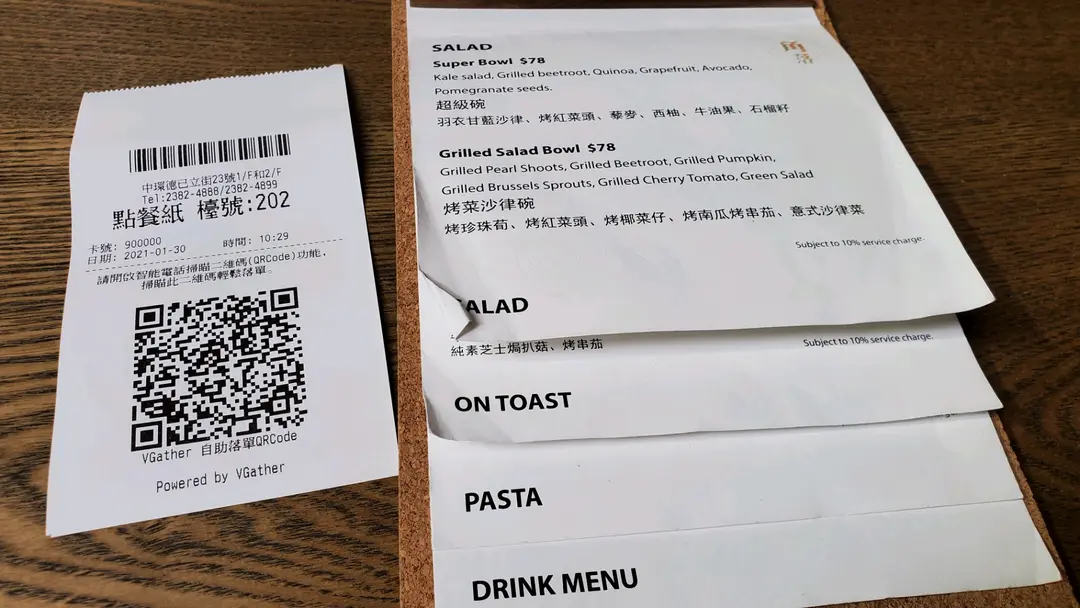 中環德己立街23號1/F和2/F
Tel:2382-4888/2382-4899
點餐紙 檯號:202
卡號: 900000
日期: 2021-01-30 時間: 10:29
請開啟智能電話掃瞄二維碼(QRCode)功能,
掃瞄此二維碼輕鬆落單。
VGather 自助落單QRCode
Powered by VGather
角落
SALAD
Super Bowl $78
Kale salad, Grilled beetroot, Quinoa, Grapefruit, Avocado,
Pomegranate seeds.
超級碗
羽衣甘藍沙律、烤紅菜頭、藜麥、西柚、牛油果、石榴籽
Grilled Salad Bowl $78
Grilled Pearl Shoots, Grilled Beetroot, Grilled Pumpkin,
Grilled Brussels Sprouts, Grilled Cherry Tomato, Green Salad
烤菜沙律碗
烤珍珠荀、烤紅菜頭、烤椰菜仔、烤南瓜烤串茄、意式沙律菜
Subject to 10% service charge.
SALAD
純素芝士焗扒菇、烤串茄
Subject to 10% service charge.
ON TOAST
PASTA
DRINK MENU